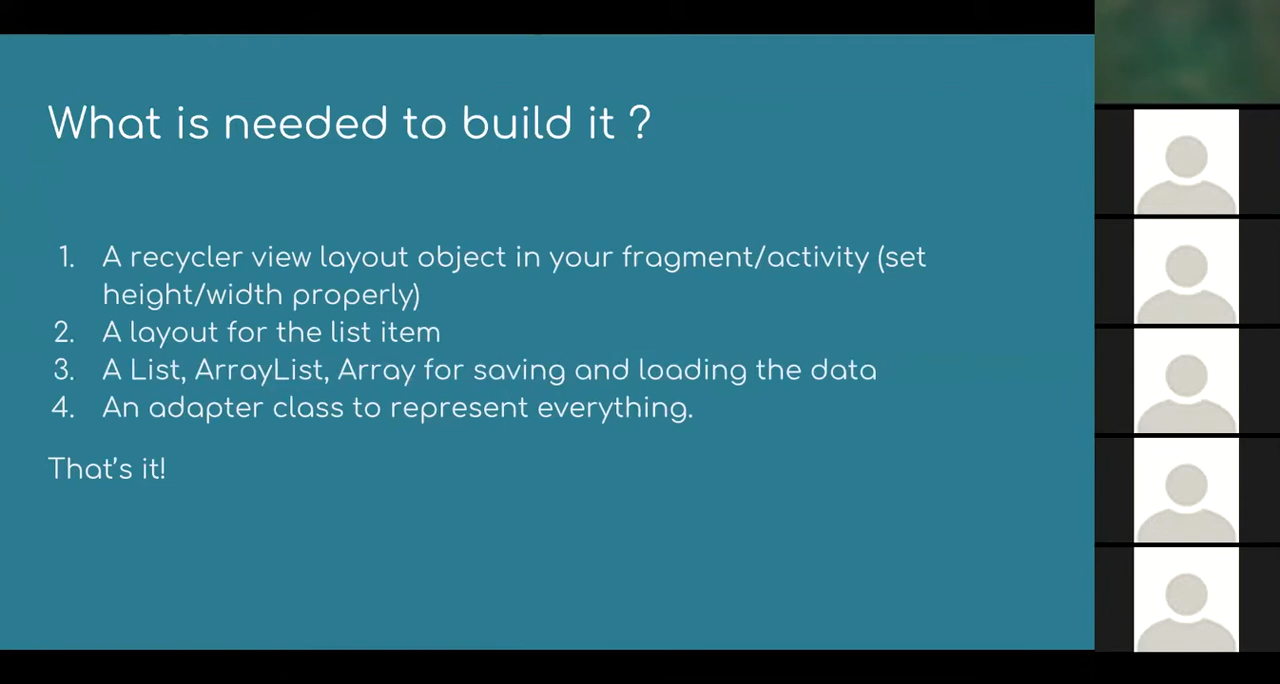 What is needed to build it ?
1. A recycler view layout object in your fragment/activity (set
height/width properly)
2. A layout for the list item
3. A List, ArrayList, Array for saving and loading the data
4. An adapter class to represent everything.
That's it!